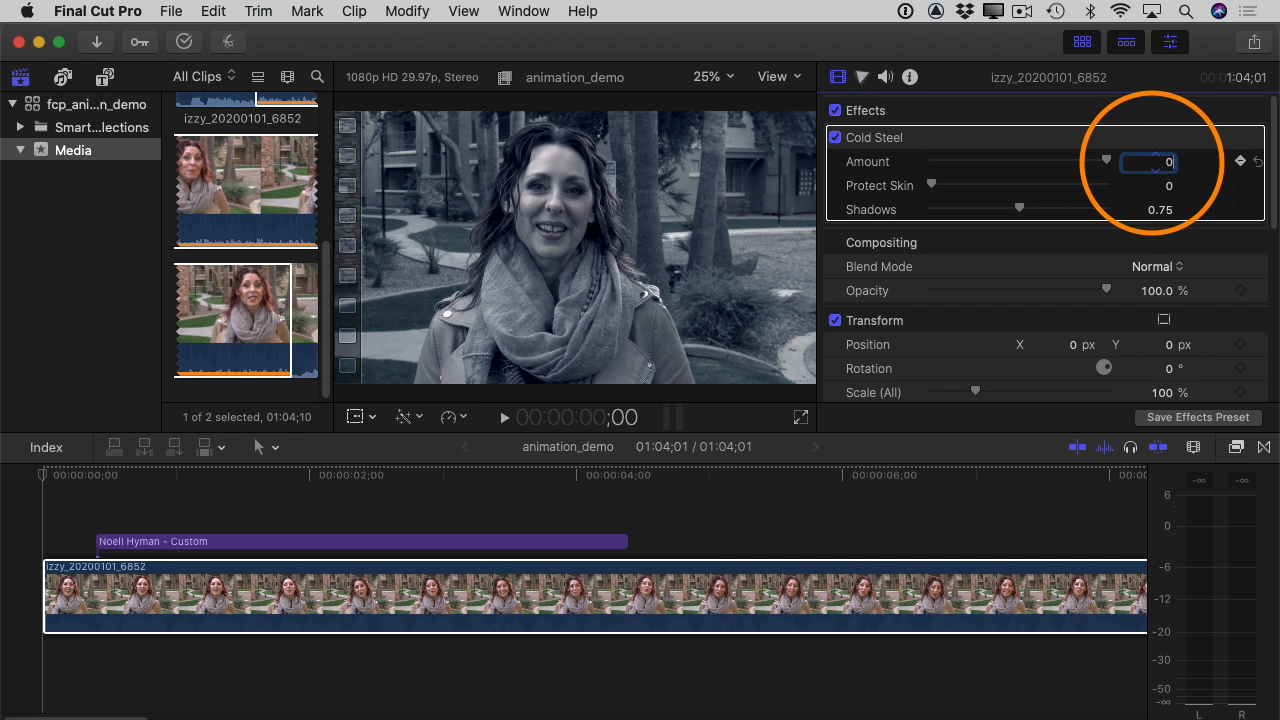 Final Cut Pro File Edit Trim Mark Clip Modify View Window Help
All Clips 1080p HD 29.97p, Stereo animation_demo 25% View izzy_20200101_6852 00:00:01:04;01
fcp_ani...n_demo
Smart...lections
Media
izzy_20200101_6852
1 of 2 selected, 01:04;10
00:00:00:00;00
Effects
Cold Steel
Amount 0
Protect Skin 0
Shadows 0.75
Compositing
Blend Mode Normal
Opacity 100.0 %
Transform
Position X 0 px Y 0 px
Rotation 0 °
Scale (All) 100 %
Save Effects Preset
Index animation_demo 01:04;01 / 01:04;01
00:00:00;00 00:00:02;00 00:00:04;00 00:00:06;00
Noell Hyman - Custom
izzy_20200101_6852
-∞ -∞
6
0
-6
-12
-20
-30
-50
-∞
L R